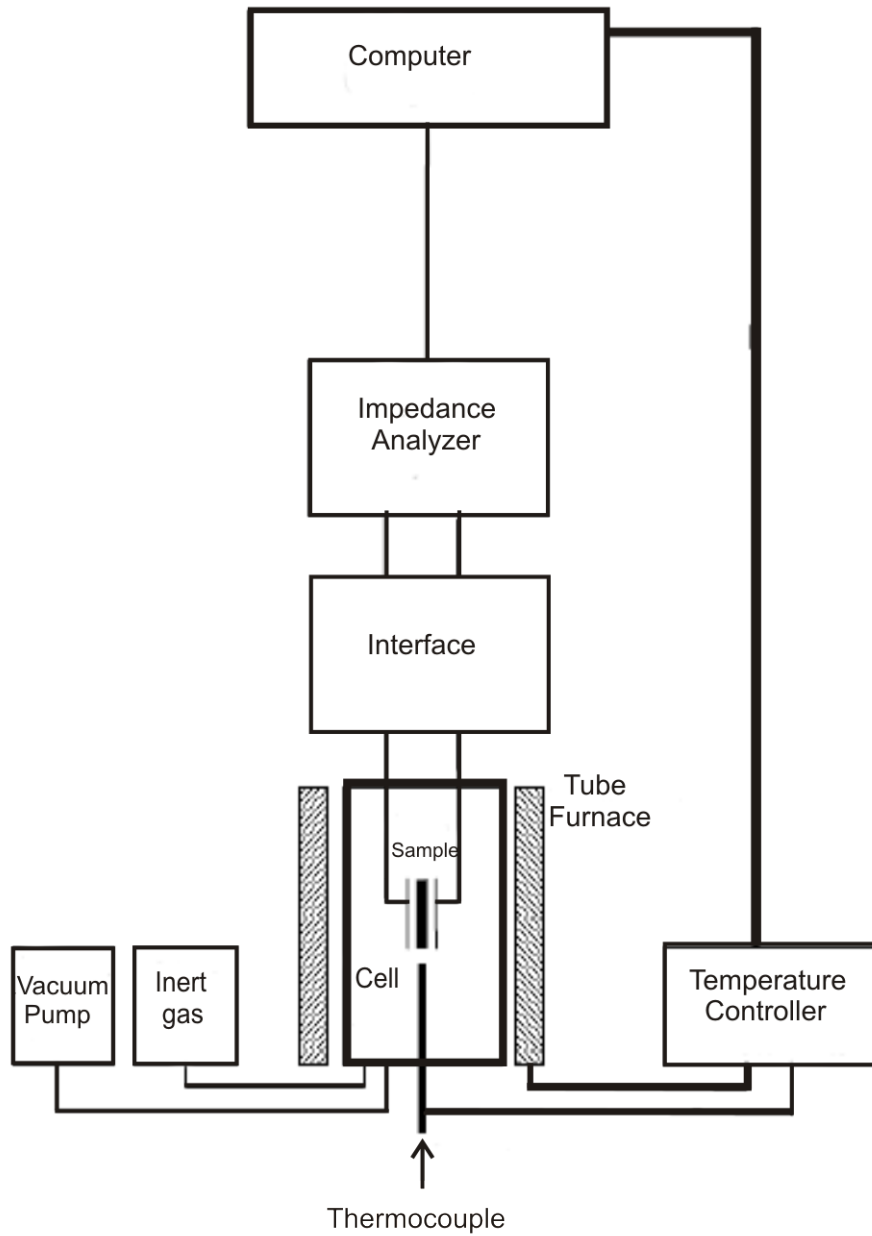 Computer
Impedance
Analyzer
Interface
Tube
Furnace
Sample
Cell
Vacuum
Pump
Inert
gas
Temperature
Controller
Thermocouple